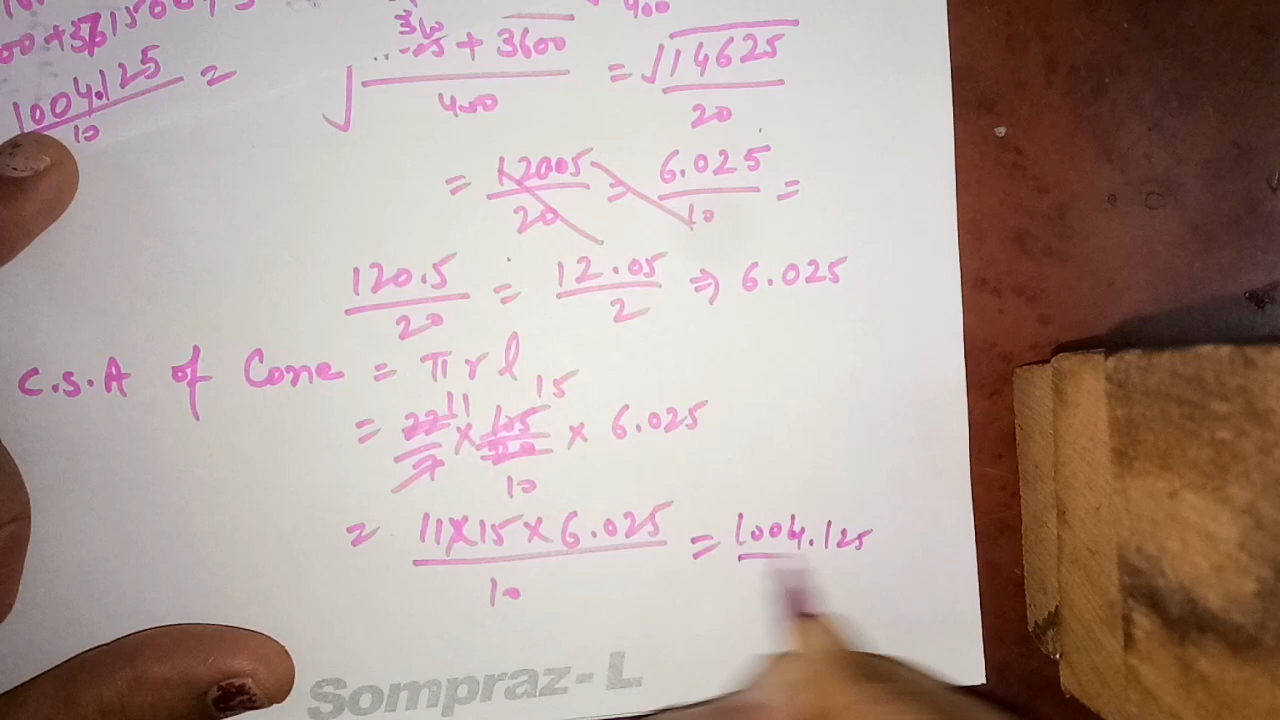 400
+ 3600 / 400 = √14625 / 20
1004.125 / 10 =
= 12005 / 20 = 6.025 / 10 =
120.5 / 20 = 12.05 / 2 ⇒ 6.025
C.S.A of Cone = π r l
= 22 11 / 7 × 105 15 / 20 10 × 6.025
= 11 × 15 × 6.025 / 10 = 1004.125
Sompraz-L